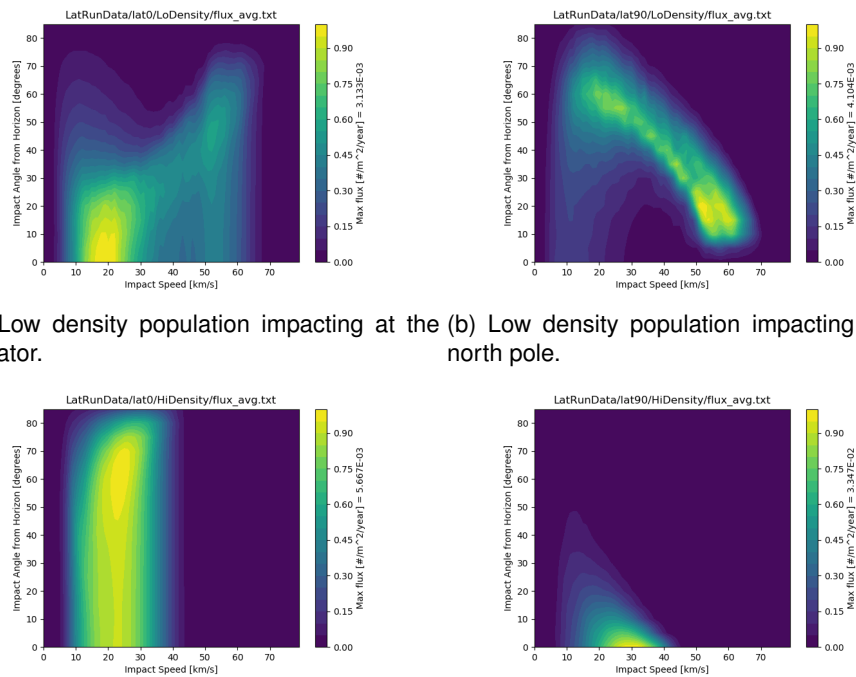 LatRunData/lat0/LoDensity/flux_avg.txt
Impact Angle from Horizon [degrees]
80
70
60
50
40
30
20
10
0
0 10 20 30 40 50 60 70
Impact Speed [km/s]
0.90
0.75
0.60
0.45
0.30
0.15
0.00
Max flux [#/m^2/year] = 3.133E-03
LatRunData/lat90/LoDensity/flux_avg.txt
Impact Angle from Horizon [degrees]
80
70
60
50
40
30
20
10
0
0 10 20 30 40 50 60 70
Impact Speed [km/s]
0.90
0.75
0.60
0.45
0.30
0.15
0.00
Max flux [#/m^2/year] = 4.104E-03
Low density population impacting at the
ator.
(b) Low density population impacting
north pole.
LatRunData/lat0/HiDensity/flux_avg.txt
Impact Angle from Horizon [degrees]
80
70
60
50
40
30
20
10
0
0 10 20 30 40 50 60 70
Impact Speed [km/s]
0.90
0.75
0.60
0.45
0.30
0.15
0.00
Max flux [#/m^2/year] = 5.667E-03
LatRunData/lat90/HiDensity/flux_avg.txt
Impact Angle from Horizon [degrees]
80
70
60
50
40
30
20
10
0
0 10 20 30 40 50 60 70
Impact Speed [km/s]
0.90
0.75
0.60
0.45
0.30
0.15
0.00
Max flux [#/m^2/year] = 3.347E-02